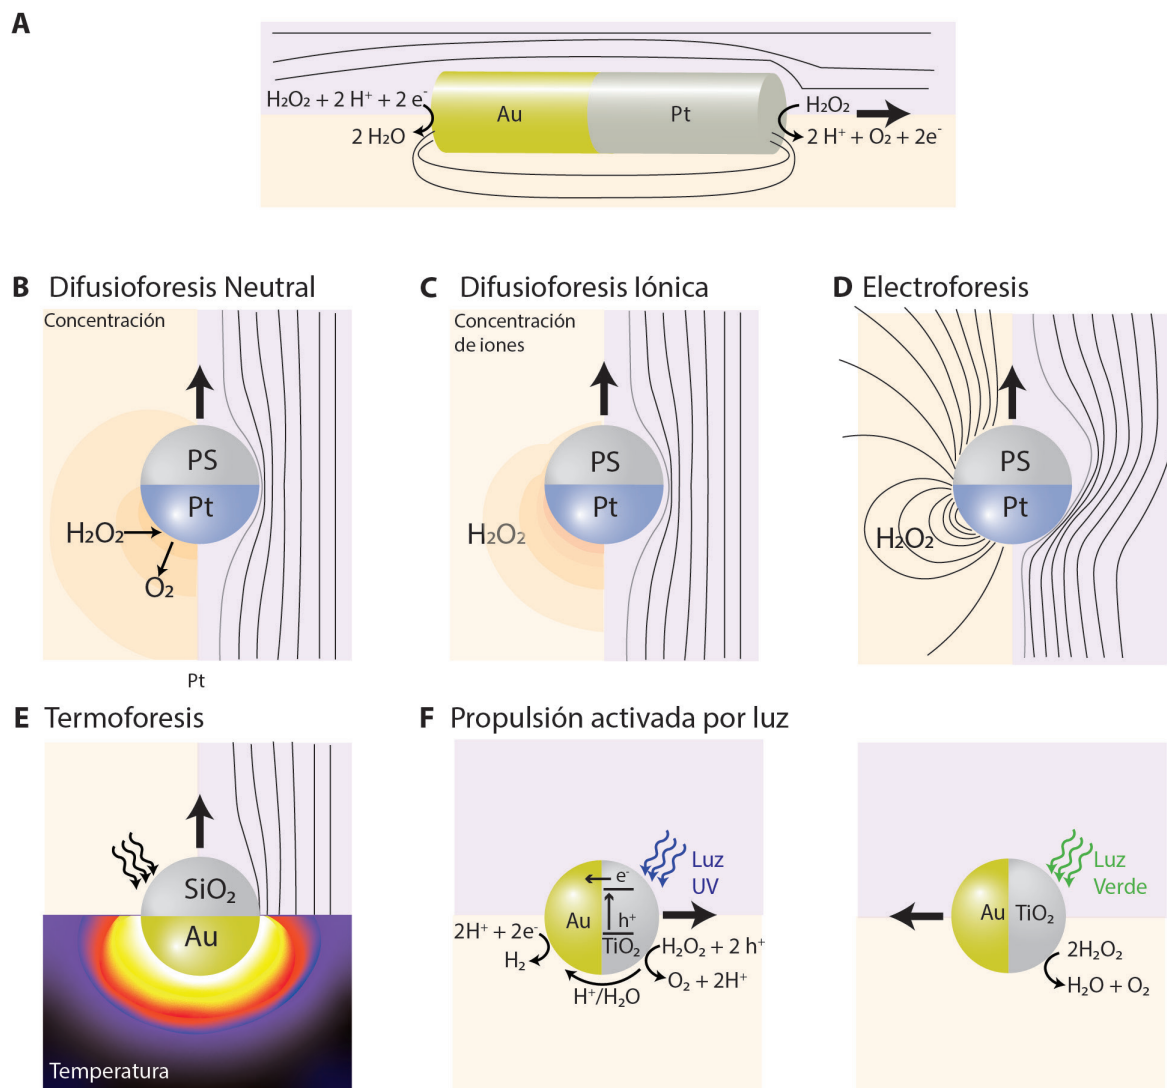 A
H₂O₂ + 2 H⁺ + 2 e⁻
2 H₂O
Au
Pt
H₂O₂
2 H⁺ + O₂ + 2e⁻
B Difusioforesis Neutral
Concentración
PS
Pt
H₂O₂
O₂
Pt
C Difusioforesis Iónica
Concentración
de iones
PS
Pt
H₂O₂
D Electroforesis
PS
Pt
H₂O₂
E Termoforesis
SiO₂
Au
Temperatura
F Propulsión activada por luz
Luz
UV
e⁻
Au
h⁺
TiO₂
2H⁺ + 2e⁻
H₂
H₂O₂ + 2 h⁺
O₂ + 2H⁺
H⁺/H₂O
Luz
Verde
Au
TiO₂
2H₂O₂
H₂O + O₂